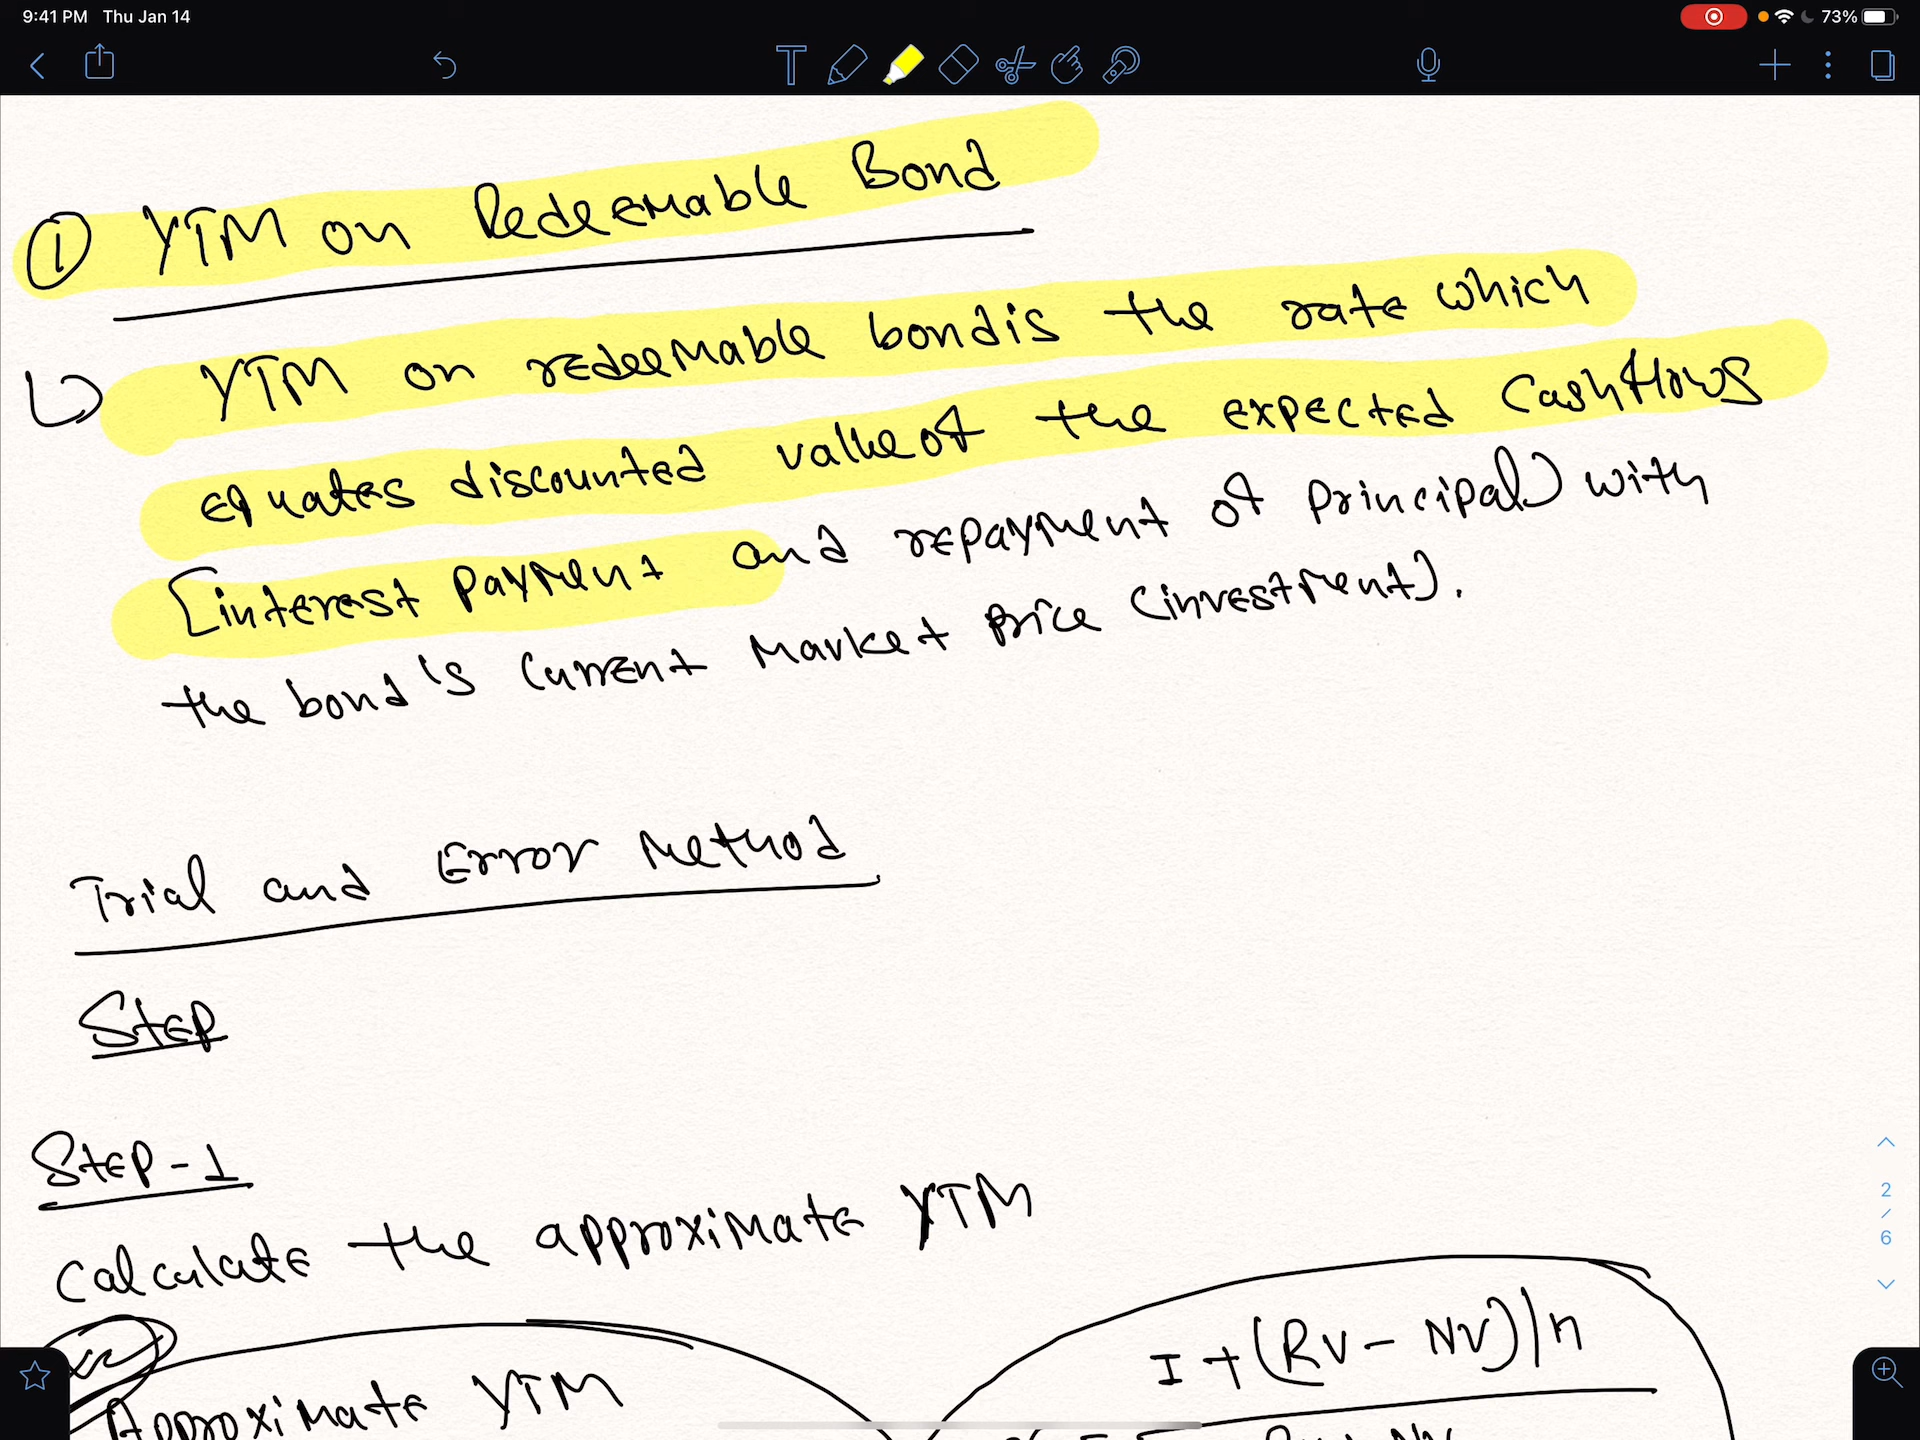 9:41 PM Thu Jan 14
73%
① YTM on Redeemable Bond
YTM on redeemable bond is the rate which
equates discounted value of the expected Cashflows
[interest payment and repayment of principal) with
the bond's current market price (investment).
Trial and Error Method
Step
Step-1
Calculate the approximate YTM
2
/
6
I + (RV - NV)|n
Approximate YTM